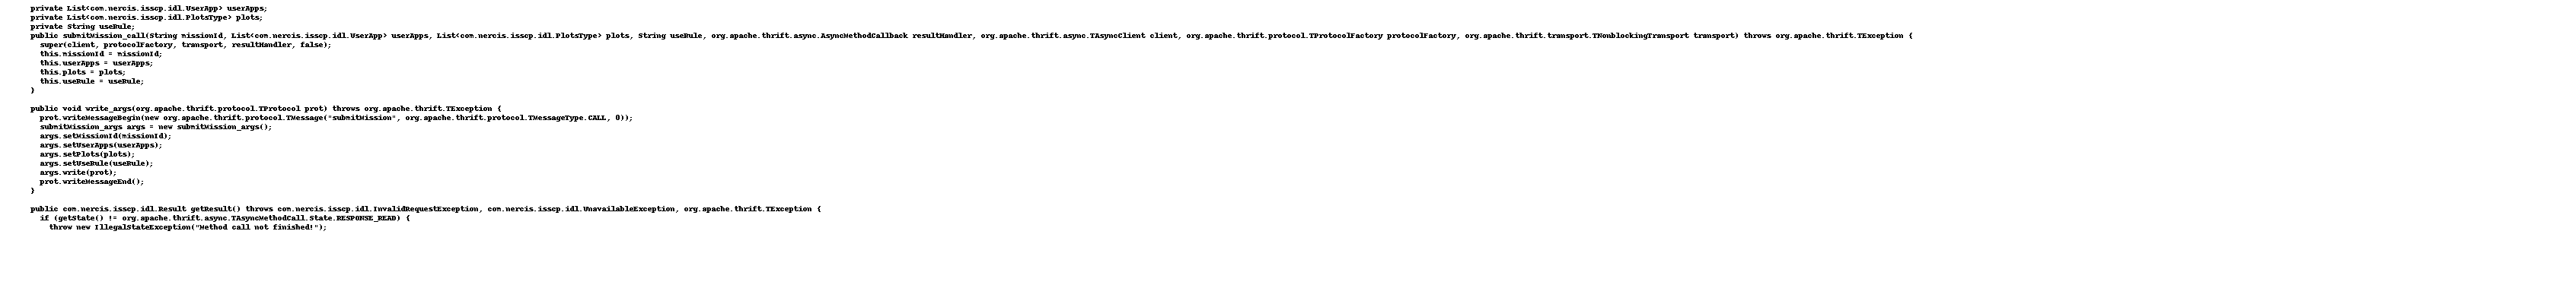 private List<com.nercis.isscp.idl.UserApp> userApps;
private List<com.nercis.isscp.idl.PlotsType> plots;
private String useRule;
public submitMission_call(String missionId, List<com.nercis.isscp.idl.UserApp> userApps, List<com.nercis.isscp.idl.PlotsType> plots, String useRule, org.apache.thrift.async.AsyncMethodCallback resultHandler, org.apache.thrift.async.TAsyncClient client, org.apache.thrift.protocol.TProtocolFactory protocolFactory, org.apache.thrift.transport.TNonblockingTransport transport) throws org.apache.thrift.TException {
super(client, protocolFactory, transport, resultHandler, false);
this.missionId = missionId;
this.userApps = userApps;
this.plots = plots;
this.useRule = useRule;
}
public void write_args(org.apache.thrift.protocol.TProtocol prot) throws org.apache.thrift.TException {
prot.writeMessageBegin(new org.apache.thrift.protocol.TMessage("submitMission", org.apache.thrift.protocol.TMessageType.CALL, 0));
submitMission_args args = new submitMission_args();
args.setMissionId(missionId);
args.setUserApps(userApps);
args.setPlots(plots);
args.setUseRule(useRule);
args.write(prot);
prot.writeMessageEnd();
}
public com.nercis.isscp.idl.Result getResult() throws com.nercis.isscp.idl.InvalidRequestException, com.nercis.isscp.idl.UnavailableException, org.apache.thrift.TException {
if (getState() != org.apache.thrift.async.TAsyncMethodCall.State.RESPONSE_READ) {
throw new IllegalStateException("Method call not finished!");